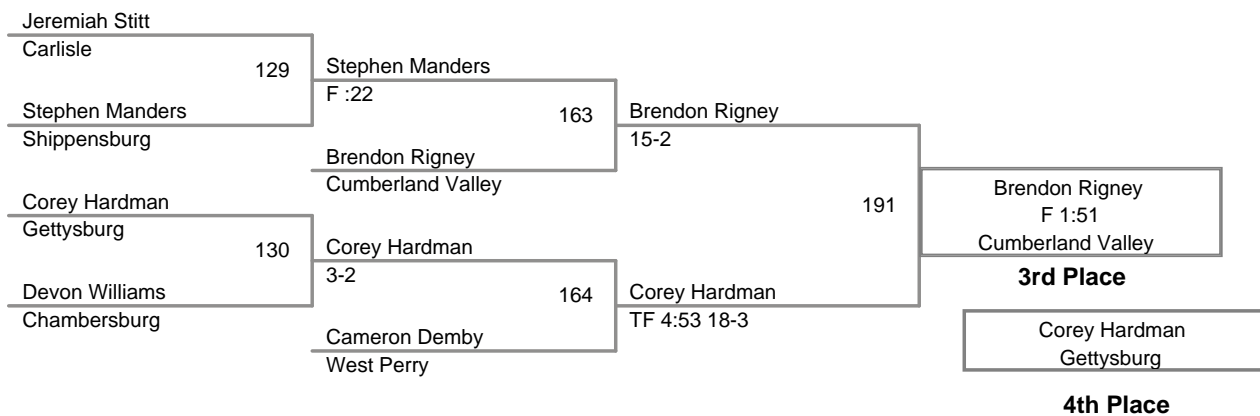 Jeremiah Stitt
Carlisle
129
Stephen Manders
F :22
Stephen Manders
Shippensburg
163
Brendon Rigney
15-2
Brendon Rigney
Cumberland Valley
Corey Hardman
Gettysburg
191
Brendon Rigney
F 1:51
Cumberland Valley
3rd Place
130
Corey Hardman
3-2
Devon Williams
Chambersburg
164
Corey Hardman
TF 4:53 18-3
Cameron Demby
West Perry
Corey Hardman
Gettysburg
4th Place